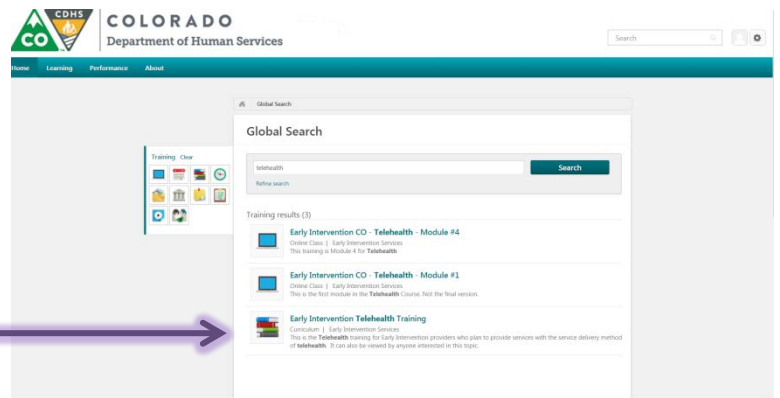 CDHS
CO
COLORADO
Department of Human Services
Search
Home Learning Performance About
Global Search
Global Search
Training Clear
telehealth
Search
Refine search
Training results (3)
Early Intervention CO - Telehealth - Module #4
Online Class | Early Intervention Services
This training is Module 4 for Telehealth
Early Intervention CO - Telehealth - Module #1
Online Class | Early Intervention Services
This is the first module in the Telehealth Course. Not the final version.
Early Intervention Telehealth Training
Curriculum | Early Intervention Services
This is the Telehealth training for Early Intervention providers who plan to provide services with the service delivery method
of telehealth. It can also be viewed by anyone interested in this topic.